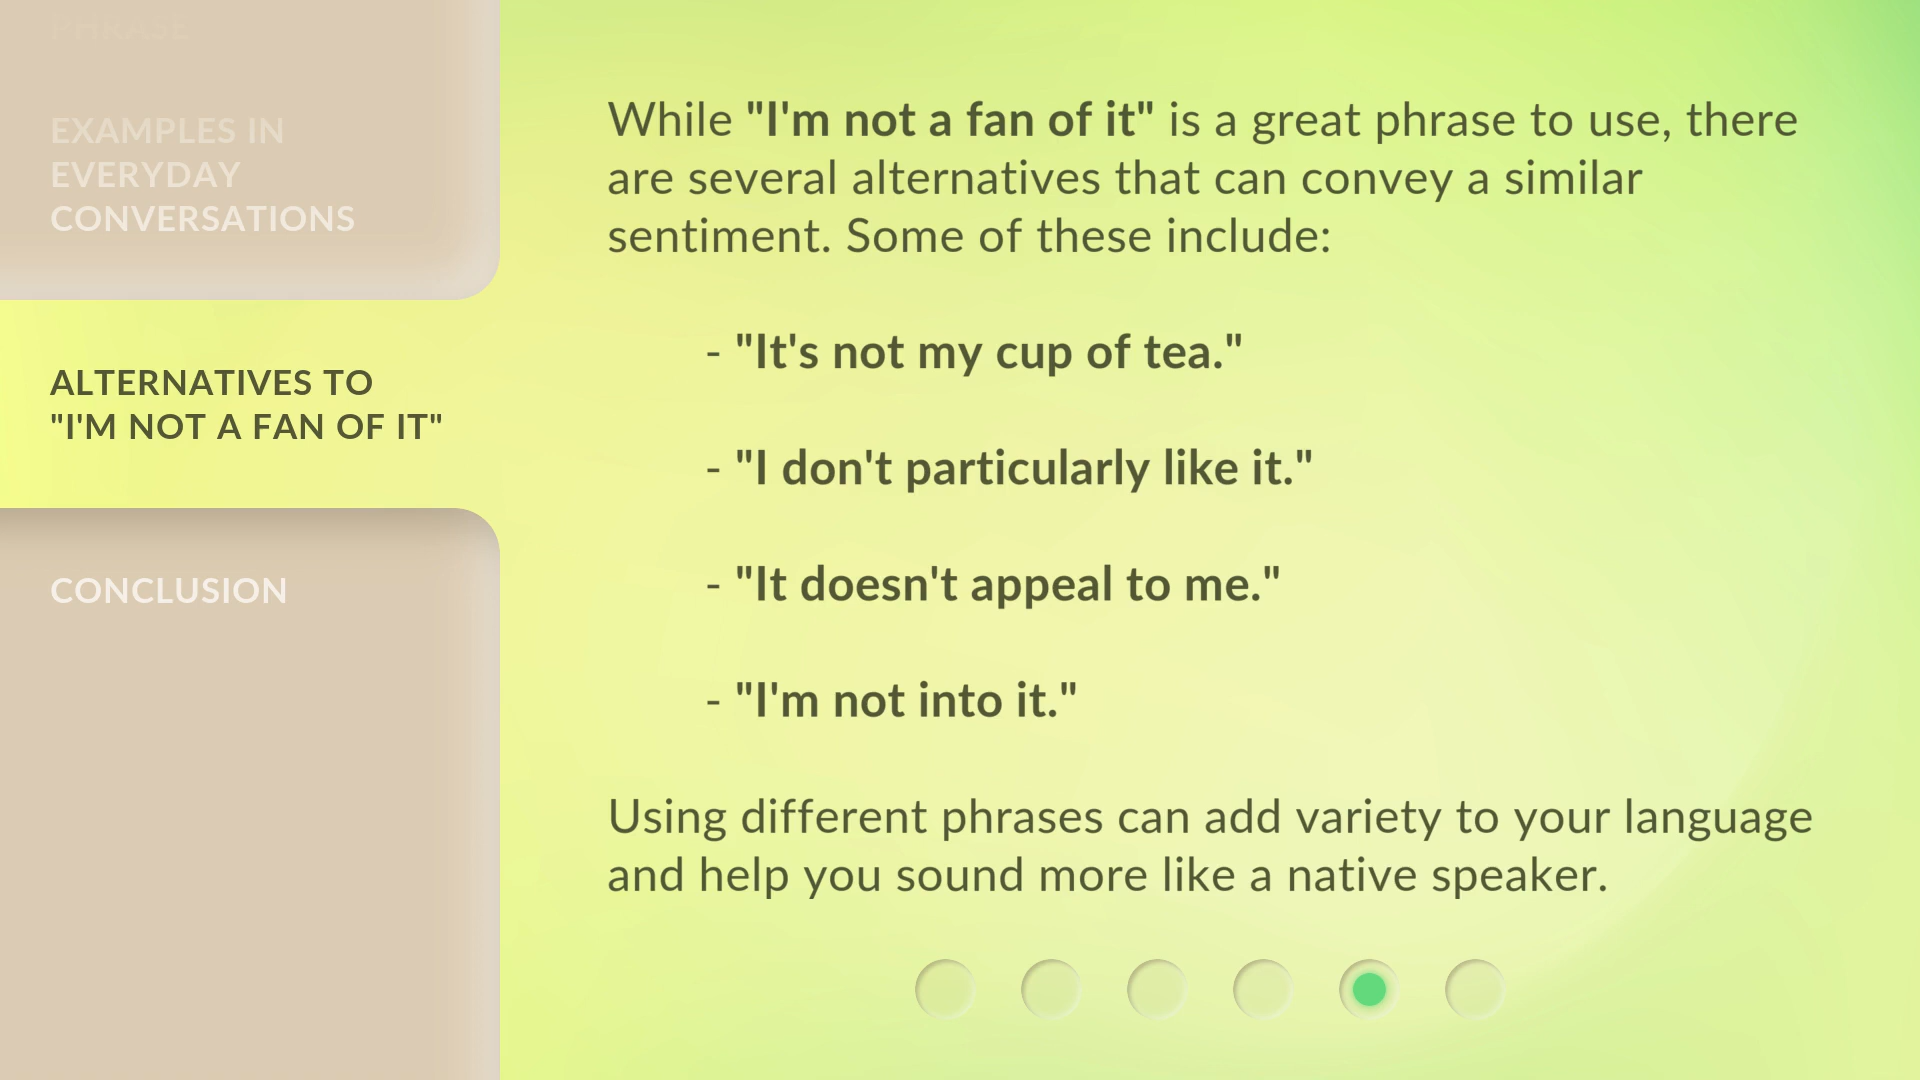 PHRASE
EXAMPLES IN
EVERYDAY
CONVERSATIONS
ALTERNATIVES TO
"I'M NOT A FAN OF IT"
CONCLUSION
While "I'm not a fan of it" is a great phrase to use, there
are several alternatives that can convey a similar
sentiment. Some of these include:
- "It's not my cup of tea."
- "I don't particularly like it."
- "It doesn't appeal to me."
- "I'm not into it."
Using different phrases can add variety to your language
and help you sound more like a native speaker.